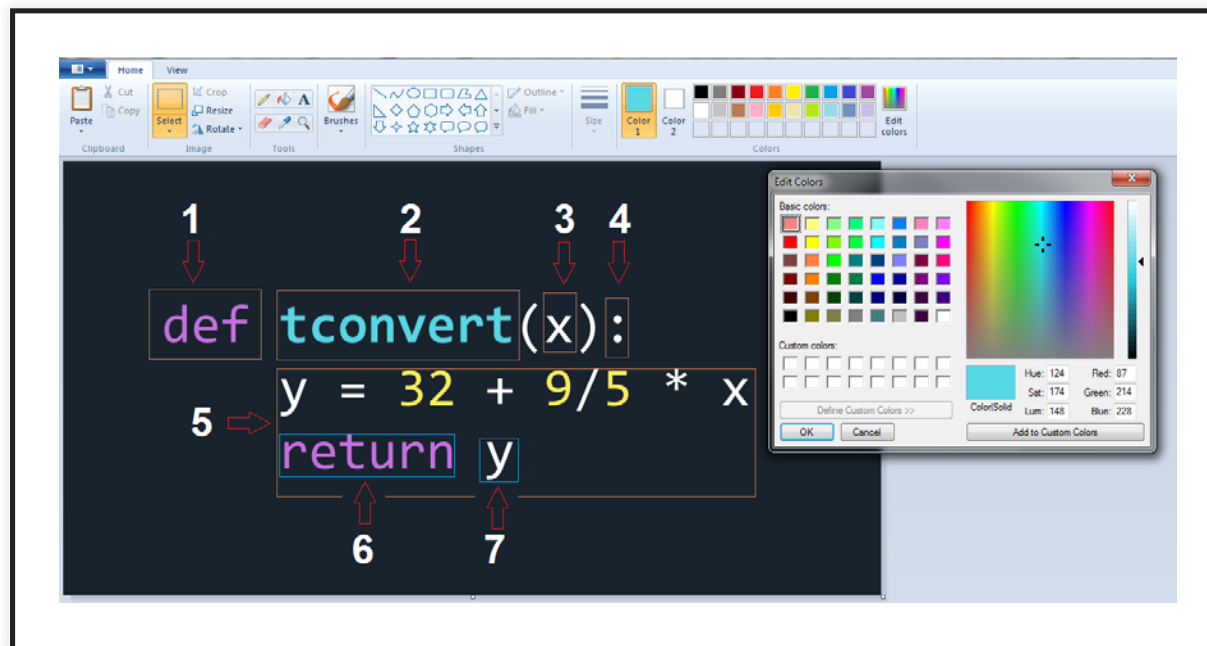 Home View
Paste
Cut
Copy
Clipboard
Select
Crop
Resize
Rotate
Image
A
Tools
Brushes
Shapes
Outline
Fill
Size
Color 1
Color 2
Edit colors
Colors
1 2 3 4
def tconvert(x):
y = 32 + 9/5 * x
5
return y
6 7
Edit Colors
Basic colors:
Custom colors:
Define Custom Colors >>
OK Cancel
Color|Solid
Hue: 124 Red: 87
Sat: 174 Green: 214
Lum: 148 Blue: 228
Add to Custom Colors